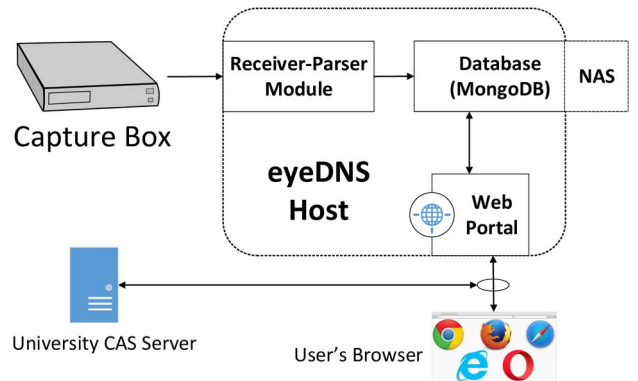 Receiver-Parser
Module
Database
(MongoDB)
NAS
Capture Box
eyeDNS
Host
Web
Portal
University CAS Server
User's Browser